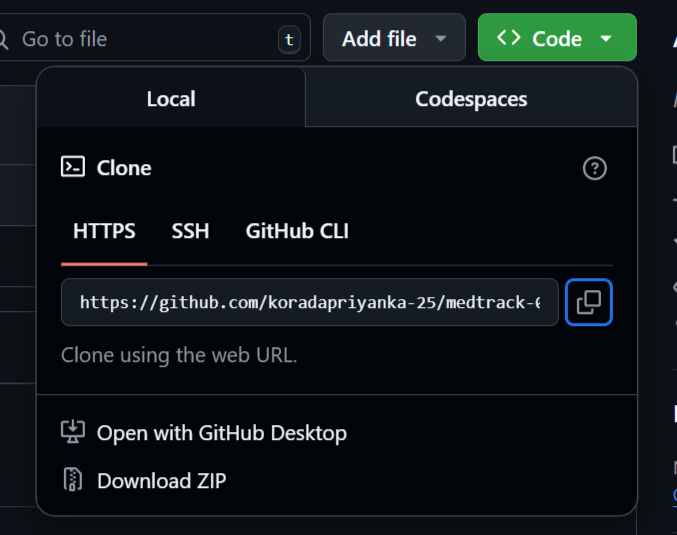 Go to file
t
Add file
Code
Local
Codespaces
Clone
HTTPS
SSH
GitHub CLI
https://github.com/koradapriyanka-25/medtrack-
Clone using the web URL.
Open with GitHub Desktop
Download ZIP